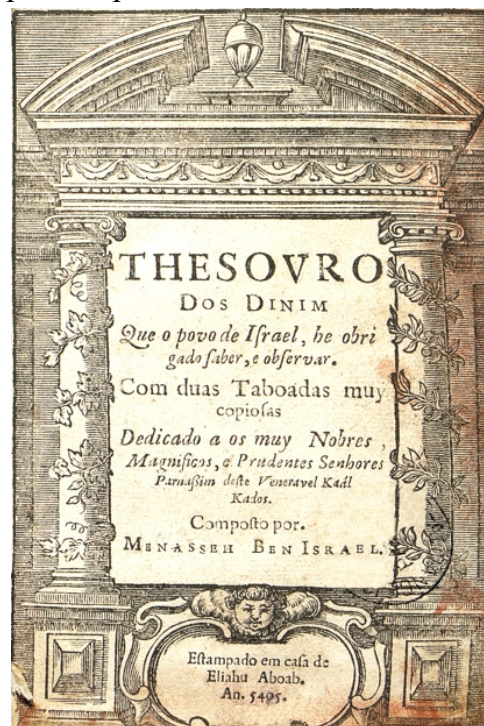 THESOVRO
DOS DINIM
Que o povo de Iſrael, he obri
gado ſaber, e obſervar.
Com duas Taboadas muy
copioſas
Dedicado a os muy Nobres,
Magnificos, e Prudentes Senhores
Parnaßim deſte Veneravel Kaál
Kados.
Compoſto por.
MENASSEH BEN ISRAEL.
Eſtampado em caſa de
Eliahu Aboab.
An. 5405.